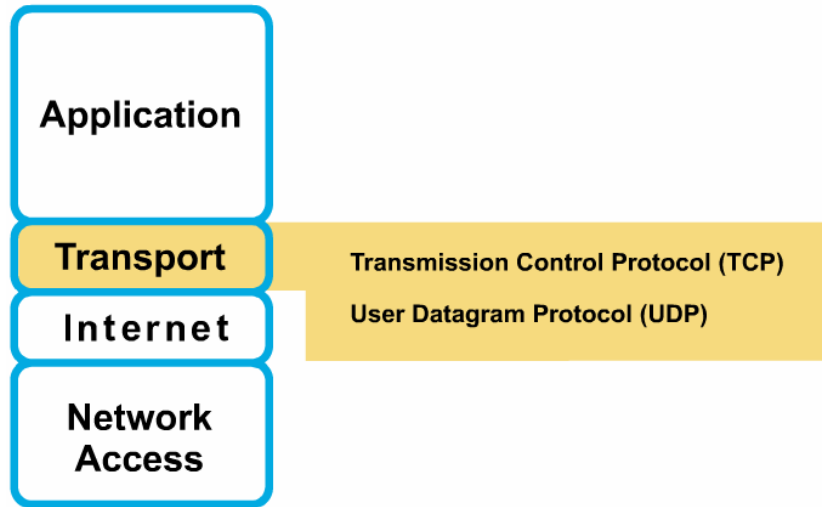 Application
Transport
Transmission Control Protocol (TCP)
User Datagram Protocol (UDP)
Internet
Network
Access